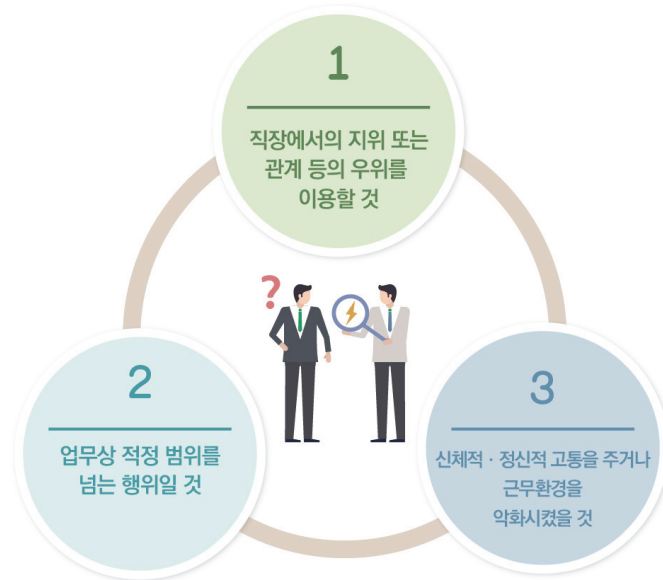 1
직장에서의 지위 또는
관계 등의 우위를
이용할 것
?
2
업무상 적정 범위를
넘는 행위일 것
3
신체적 · 정신적 고통을 주거나
근무환경을
악화시켰을 것